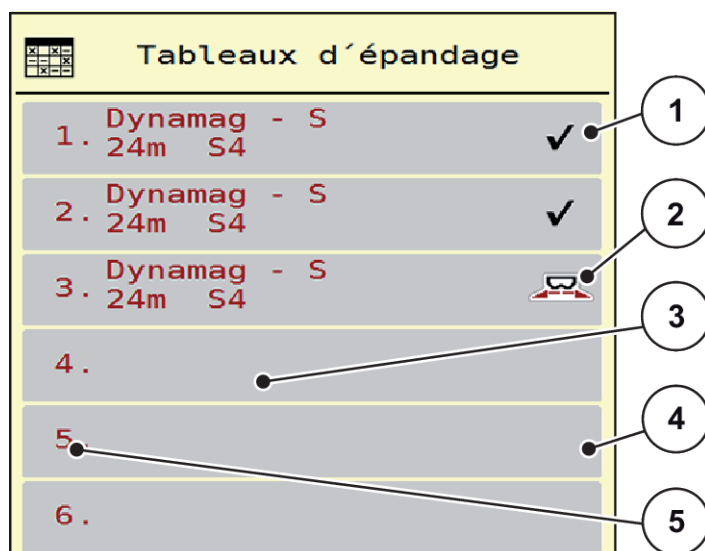 Tableaux d´épandage
1. Dynamag - S
24m S4
1
2. Dynamag - S
24m S4
2
3. Dynamag - S
24m S4
3
4.
4
5.
5
6.